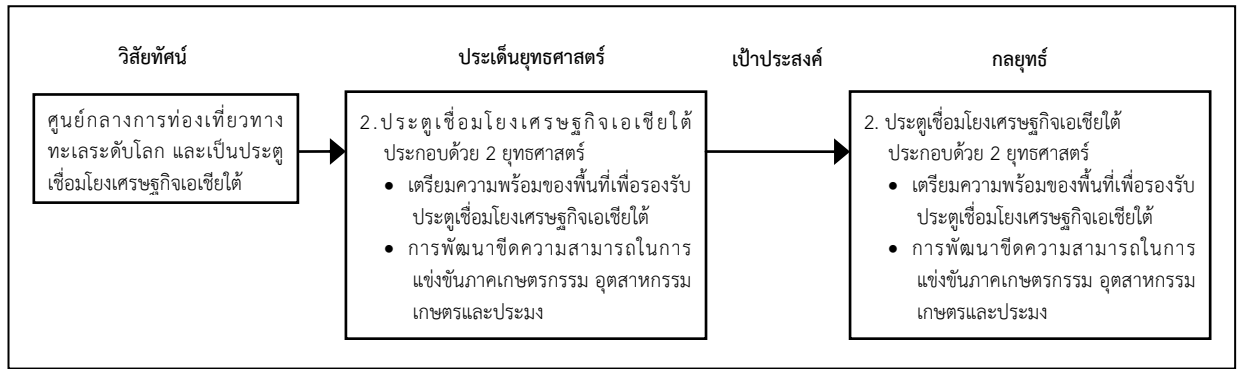 วิสัยทัศน์
ประเด็นยุทธศาสตร์
เป้าประสงค์
กลยุทธ์
ศูนย์กลางการท่องเที่ยวทาง
ทะเลระดับโลก และเป็นประตู
เชื่อมโยงเศรษฐกิจเอเชียใต้
2.ประตูเชื่อมโยงเศรษฐกิจเอเชียใต้
ประกอบด้วย 2 ยุทธศาสตร์
• เตรียมความพร้อมของพื้นที่เพื่อรองรับ
ประตูเชื่อมโยงเศรษฐกิจเอเชียใต้
• การพัฒนาขีดความสามารถในการ
แข่งขันภาคเกษตรกรรม อุตสาหกรรม
เกษตรและประมง
2. ประตูเชื่อมโยงเศรษฐกิจเอเชียใต้
ประกอบด้วย 2 ยุทธศาสตร์
• เตรียมความพร้อมของพื้นที่เพื่อรองรับ
ประตูเชื่อมโยงเศรษฐกิจเอเชียใต้
• การพัฒนาขีดความสามารถในการ
แข่งขันภาคเกษตรกรรม อุตสาหกรรม
เกษตรและประมง